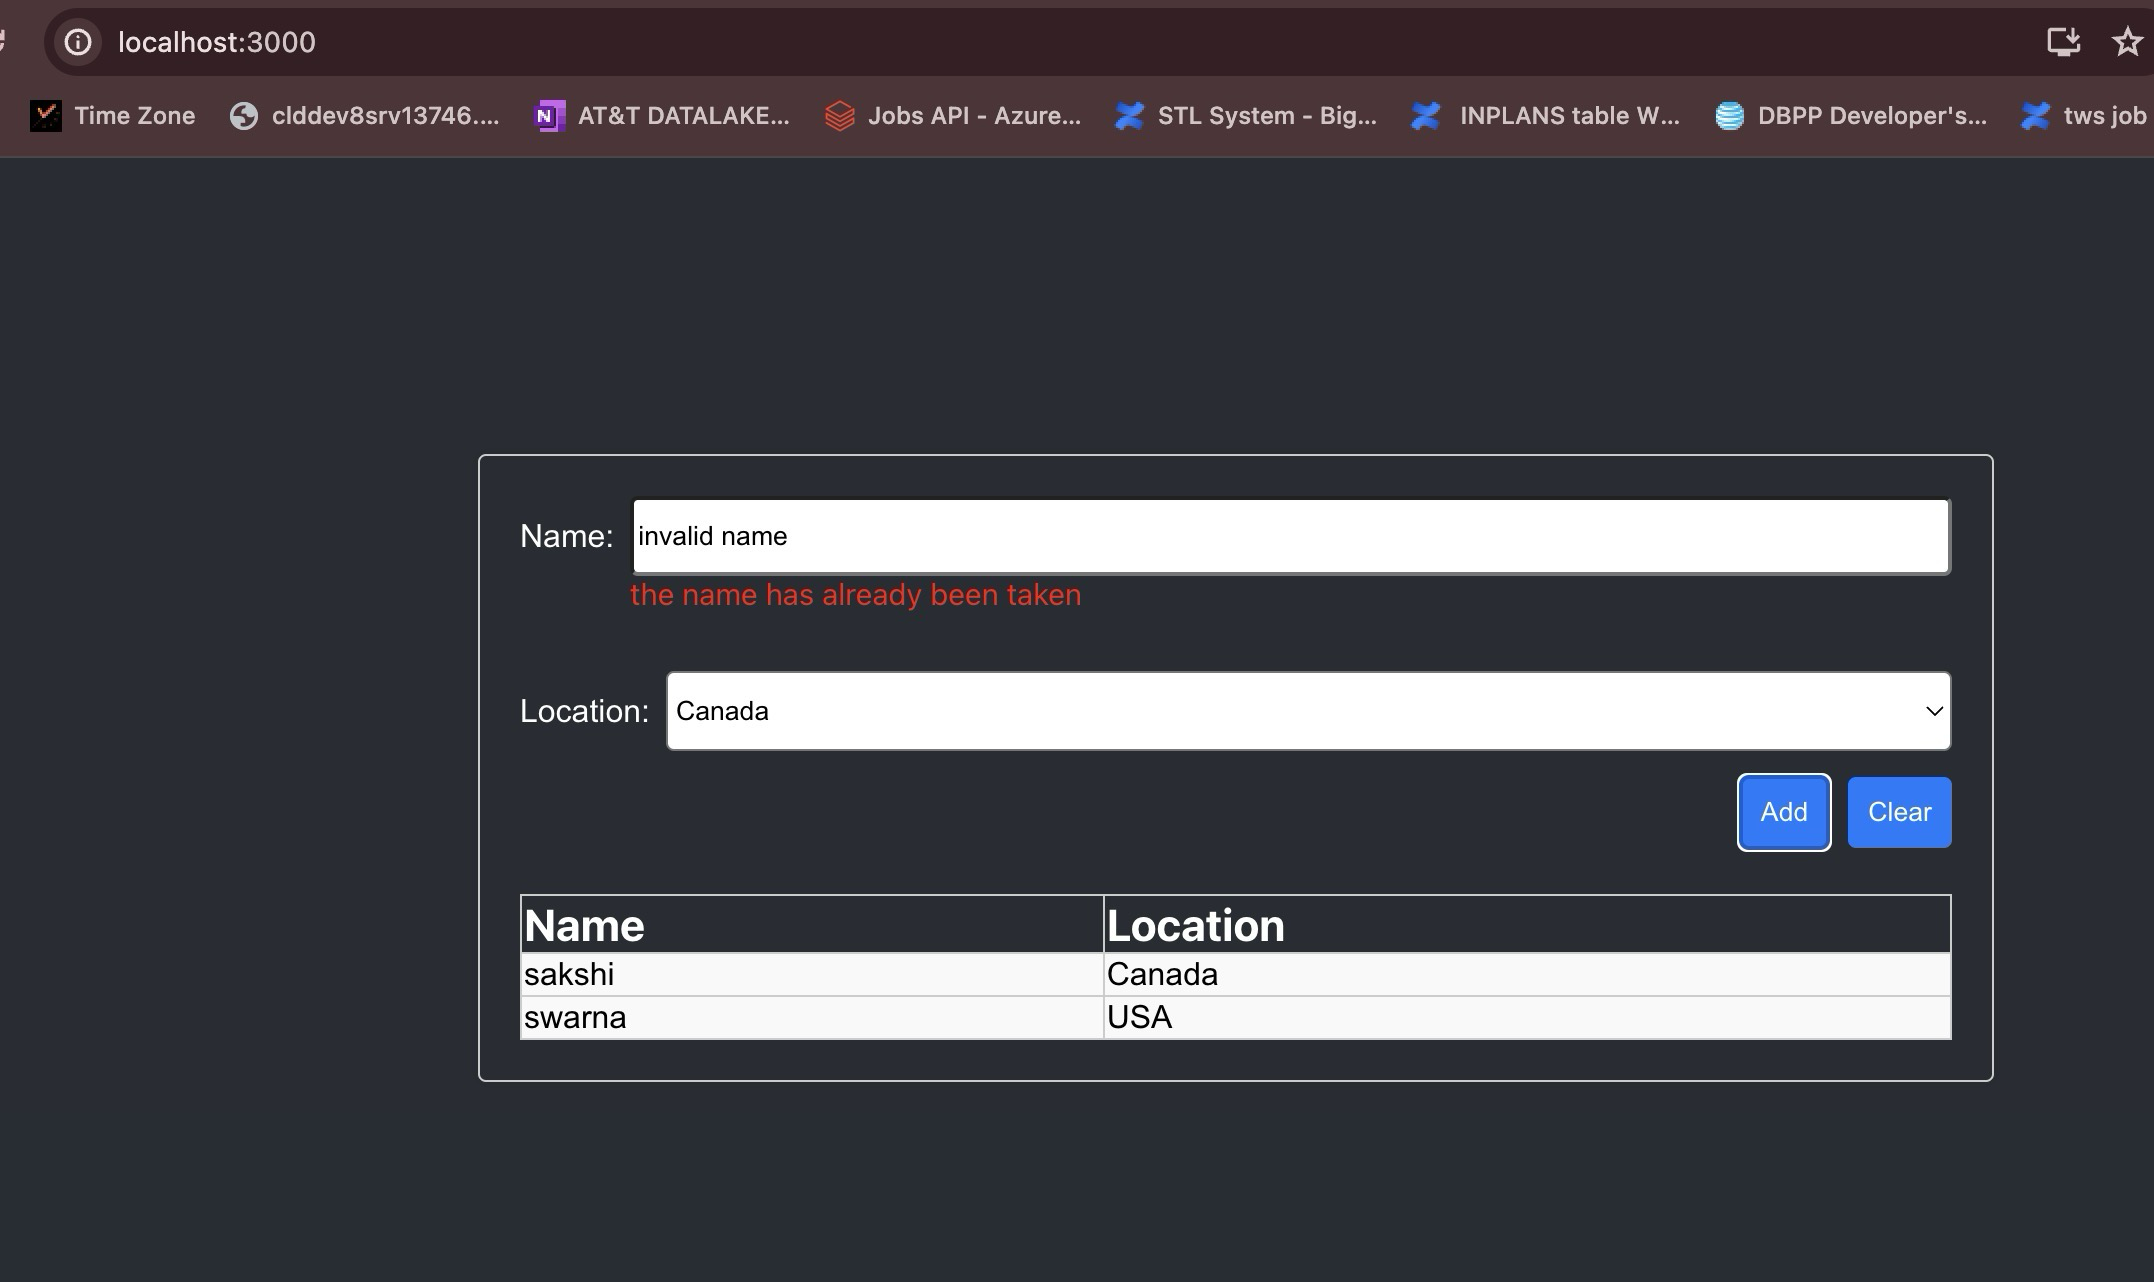 localhost:3000
Time Zone clddev8srv13746.... AT&T DATALAKE... Jobs API - Azure... STL System - Big... INPLANS table W... DBPP Developer's... tws job
Name: invalid name
the name has already been taken
Location: Canada
Add Clear
Name Location
sakshi Canada
swarna USA